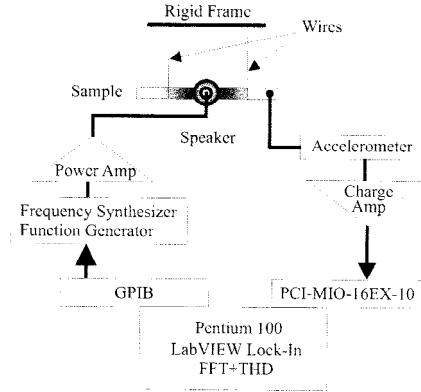 Rigid Frame
Wires
Sample
Speaker
Accelerometer
Power Amp
Charge
Amp
Frequency Synthesizer
Function Generator
GPIB
PCI-MIO-16EX-10
Pentium 100
LabVIEW Lock-In
FFT+THD